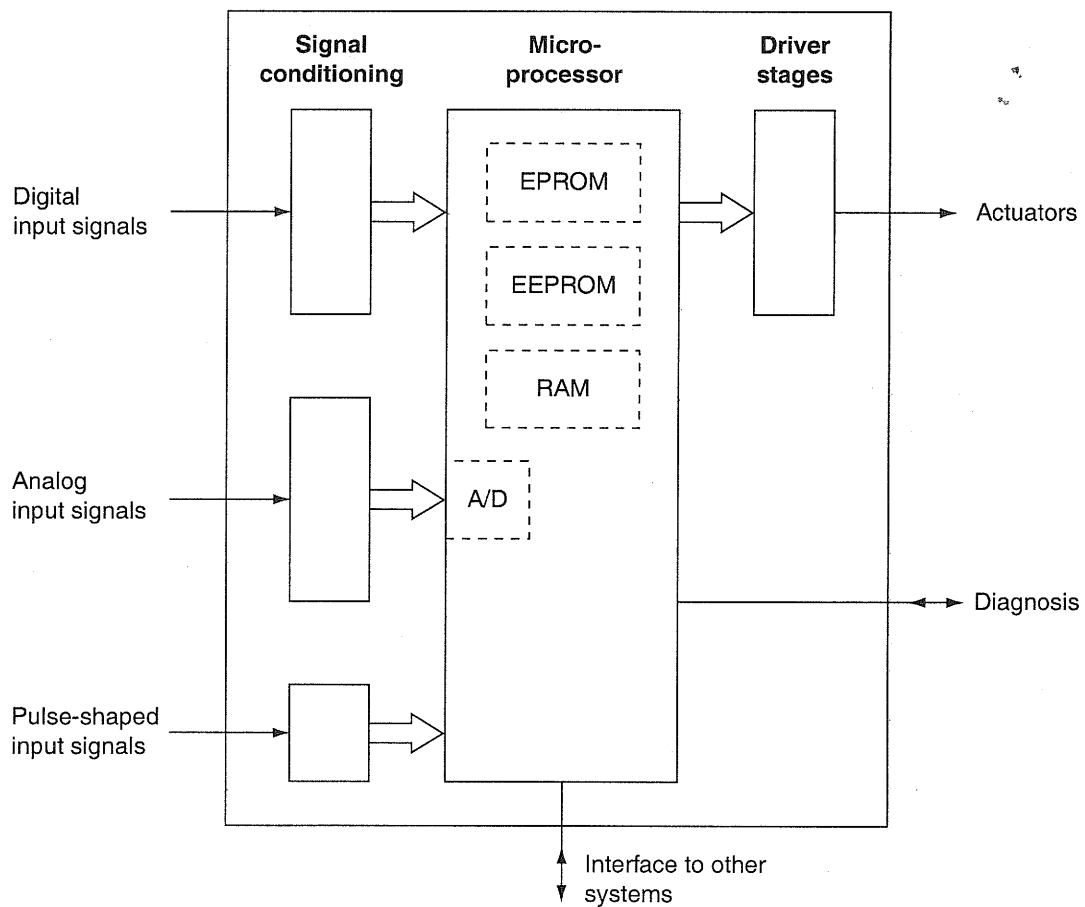 Signal
conditioning
Micro-
processor
Driver
stages
Digital
input signals
EPROM
EEPROM
RAM
Actuators
Analog
input signals
A/D
Diagnosis
Pulse-shaped
input signals
Interface to other
systems